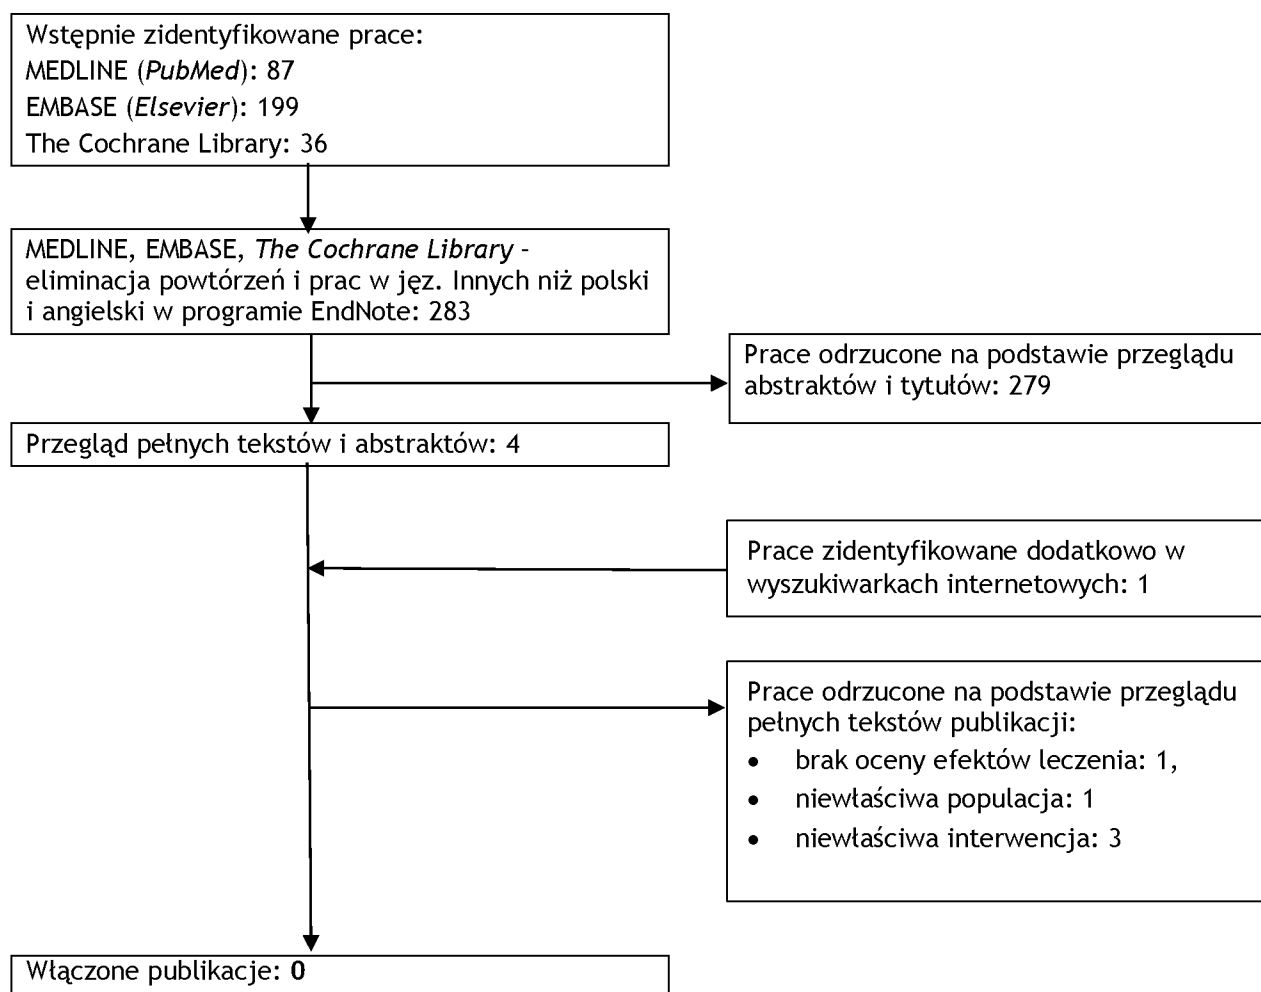 Wstępnie zidentyfikowane prace:
MEDLINE (PubMed): 87
EMBASE (Elsevier): 199
The Cochrane Library: 36
MEDLINE, EMBASE, The Cochrane Library –
eliminacja powtórzeń i prac w jęz. Innych niż polski
i angielski w programie EndNote: 283
Prace odrzucone na podstawie przeglądu
abstraktów i tytułów: 279
Przegląd pełnych tekstów i abstraktów: 4
Prace zidentyfikowane dodatkowo w
wyszukiwarkach internetowych: 1
Prace odrzucone na podstawie przeglądu
pełnych tekstów publikacji:
• brak oceny efektów leczenia: 1,
• niewłaściwa populacja: 1
• niewłaściwa interwencja: 3
Włączone publikacje: 0